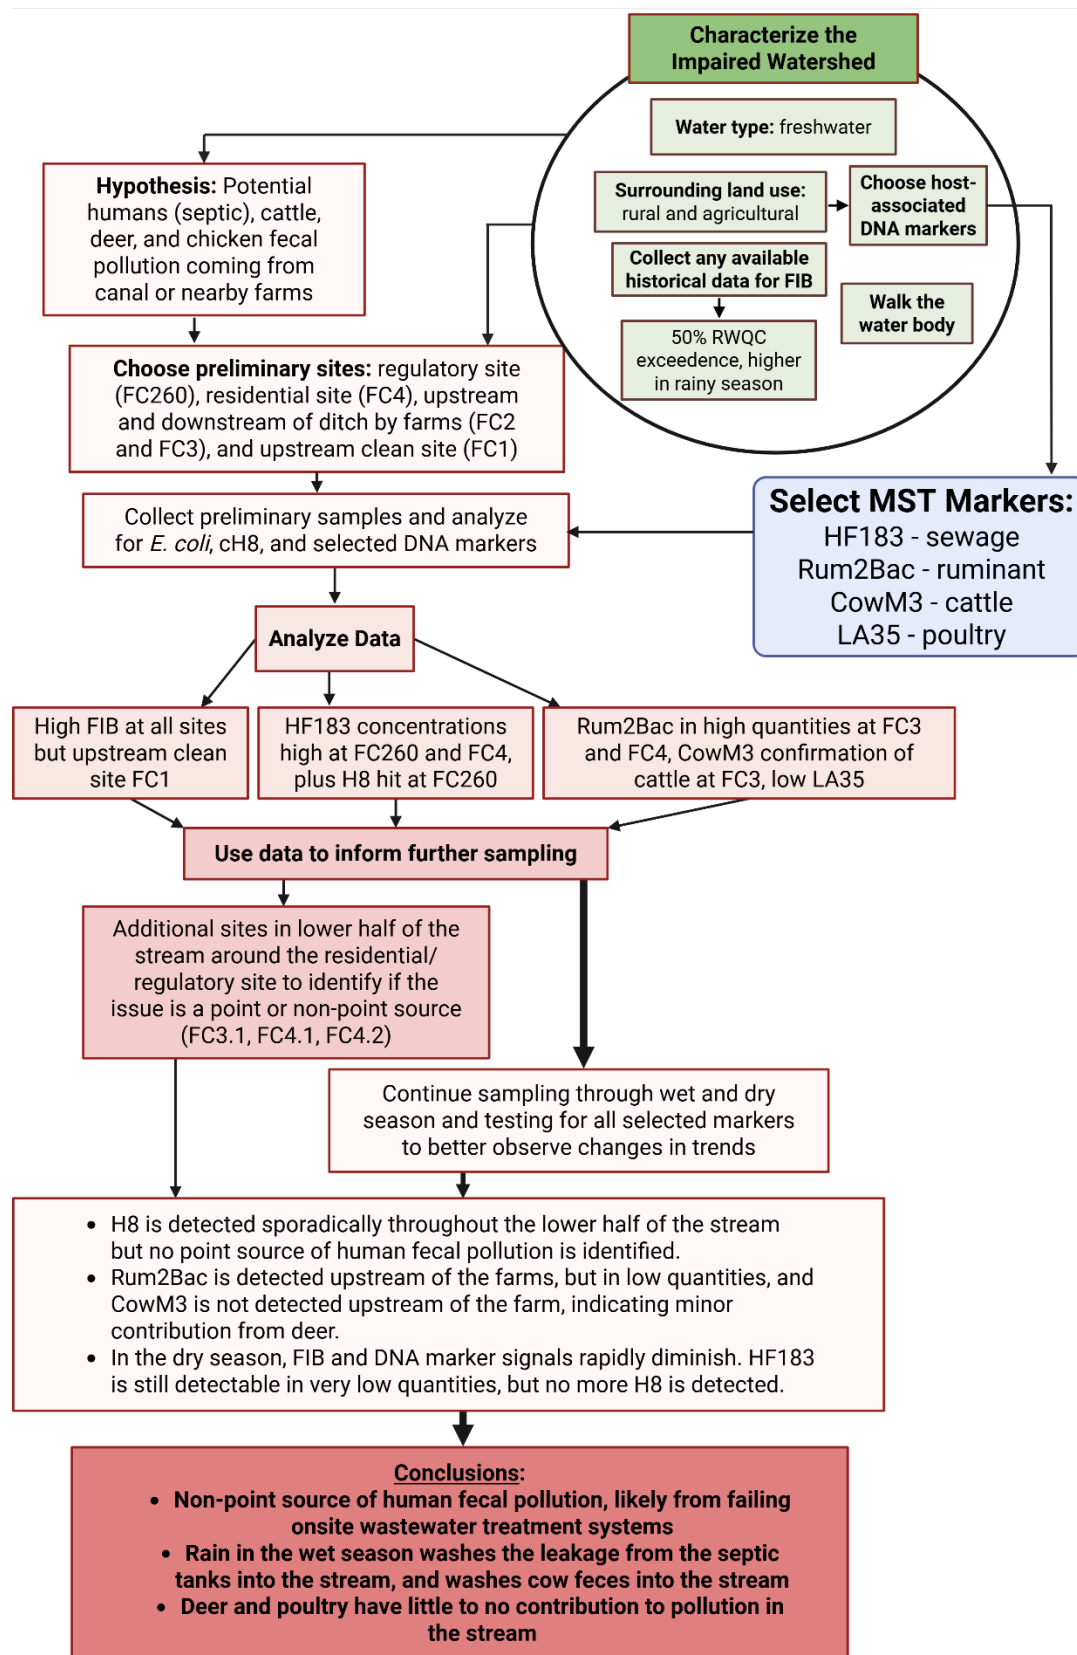 Characterize the
Impaired Watershed
Water type: freshwater
Surrounding land use:
rural and agricultural
Choose host-
associated
DNA markers
Collect any available
historical data for FIB
Walk the
water body
50% RWQC
exceedence, higher
in rainy season
Hypothesis: Potential
humans (septic), cattle,
deer, and chicken fecal
pollution coming from
canal or nearby farms
Choose preliminary sites: regulatory site
(FC260), residential site (FC4), upstream
and downstream of ditch by farms (FC2
and FC3), and upstream clean site (FC1)
Select MST Markers:
HF183 - sewage
Rum2Bac - ruminant
CowM3 - cattle
LA35 - poultry
Collect preliminary samples and analyze
for E. coli, cH8, and selected DNA markers
Analyze Data
High FIB at all sites
but upstream clean
site FC1
HF183 concentrations
high at FC260 and FC4,
plus H8 hit at FC260
Rum2Bac in high quantities at FC3
and FC4, CowM3 confirmation of
cattle at FC3, low LA35
Use data to inform further sampling
Additional sites in lower half of the
stream around the residential/
regulatory site to identify if the
issue is a point or non-point source
(FC3.1, FC4.1, FC4.2)
Continue sampling through wet and dry
season and testing for all selected markers
to better observe changes in trends
• H8 is detected sporadically throughout the lower half of the stream
but no point source of human fecal pollution is identified.
• Rum2Bac is detected upstream of the farms, but in low quantities, and
CowM3 is not detected upstream of the farm, indicating minor
contribution from deer.
• In the dry season, FIB and DNA marker signals rapidly diminish. HF183
is still detectable in very low quantities, but no more H8 is detected.
Conclusions:
• Non-point source of human fecal pollution, likely from failing
onsite wastewater treatment systems
• Rain in the wet season washes the leakage from the septic
tanks into the stream, and washes cow feces into the stream
• Deer and poultry have little to no contribution to pollution in
the stream